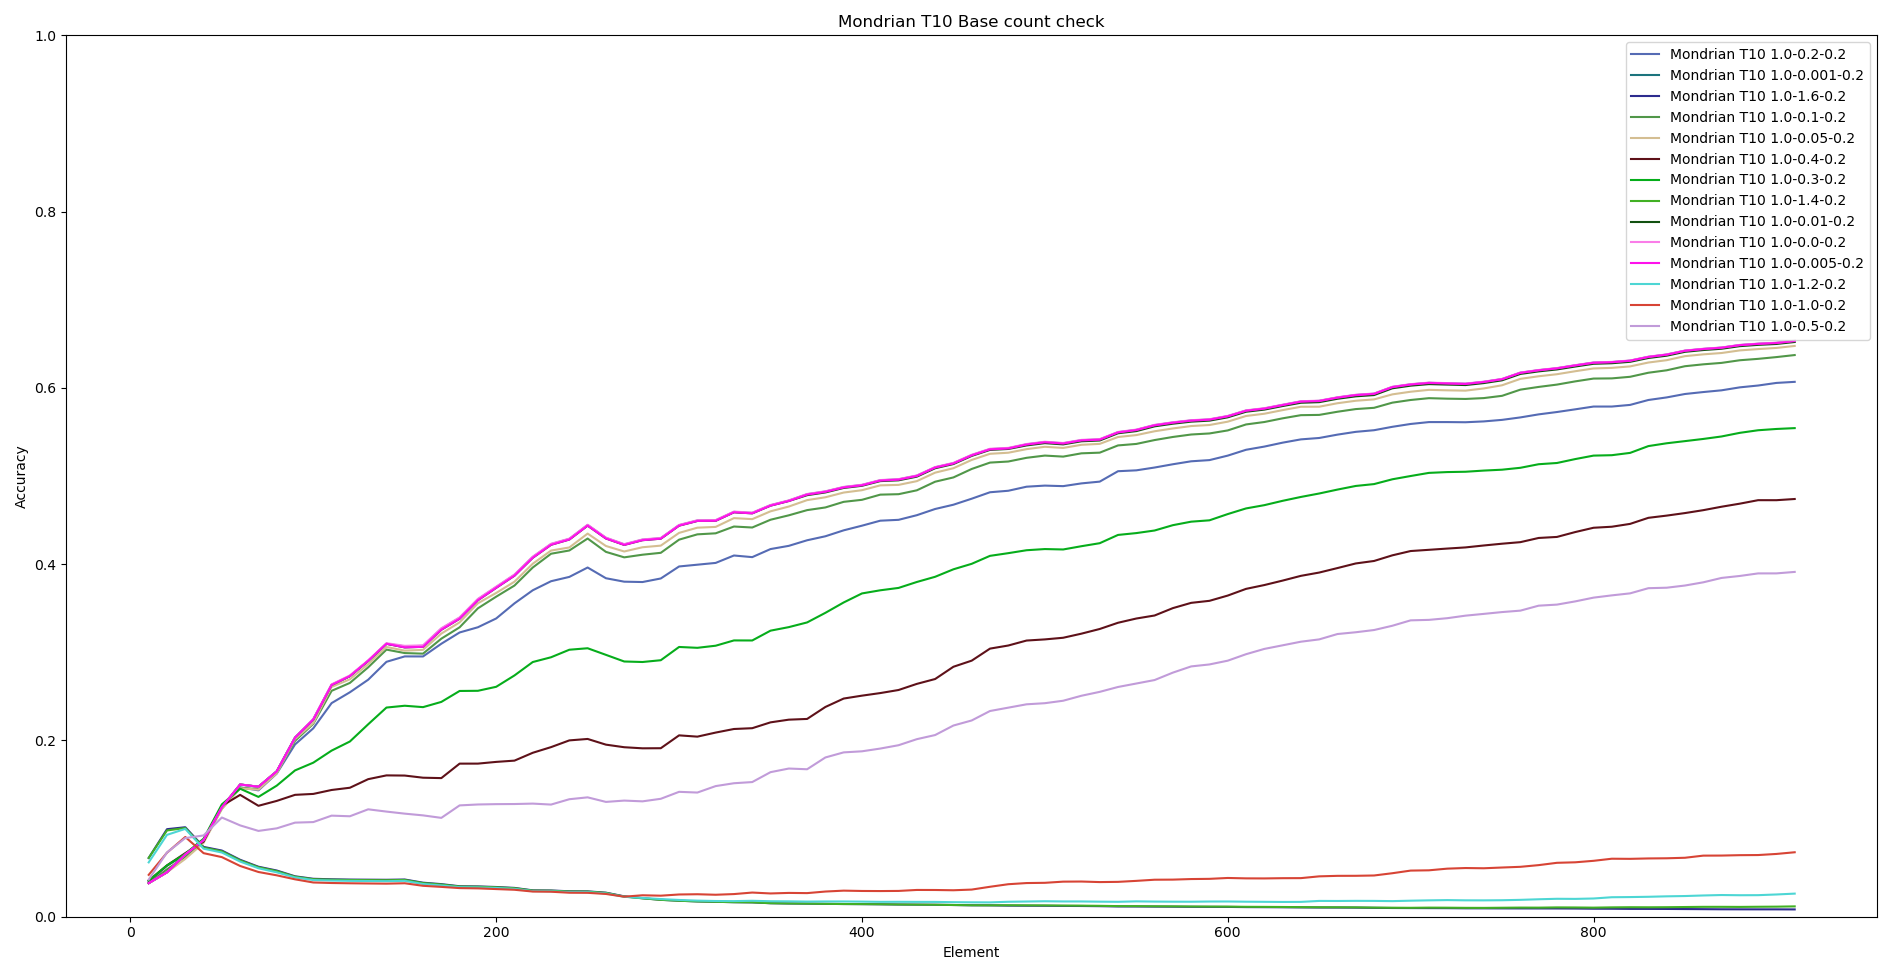 Mondrian T10 Base count check
1.0
0.8
0.6
0.4
0.2
0.0
Accuracy
0
200
400
600
800
Element
Mondrian T10 1.0-0.2-0.2
Mondrian T10 1.0-0.001-0.2
Mondrian T10 1.0-1.6-0.2
Mondrian T10 1.0-0.1-0.2
Mondrian T10 1.0-0.05-0.2
Mondrian T10 1.0-0.4-0.2
Mondrian T10 1.0-0.3-0.2
Mondrian T10 1.0-1.4-0.2
Mondrian T10 1.0-0.01-0.2
Mondrian T10 1.0-0.0-0.2
Mondrian T10 1.0-0.005-0.2
Mondrian T10 1.0-1.2-0.2
Mondrian T10 1.0-1.0-0.2
Mondrian T10 1.0-0.5-0.2